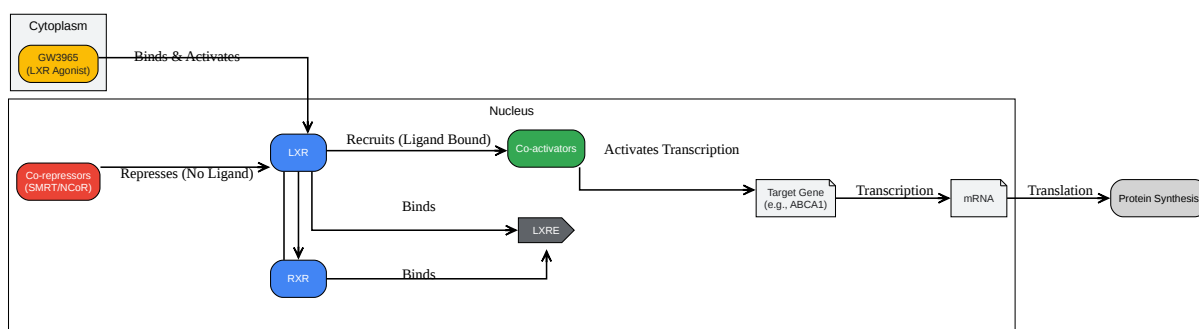 Cytoplasm
GW3965
(LXR Agonist)
Binds & Activates
Nucleus
Co-repressors
(SMRT/NCoR)
Represses (No Ligand)
LXR
Recruits (Ligand Bound)
Co-activators
Activates Transcription
Target Gene
(e.g., ABCA1)
Transcription
mRNA
Translation
Protein Synthesis
Binds
LXRE
RXR
Binds